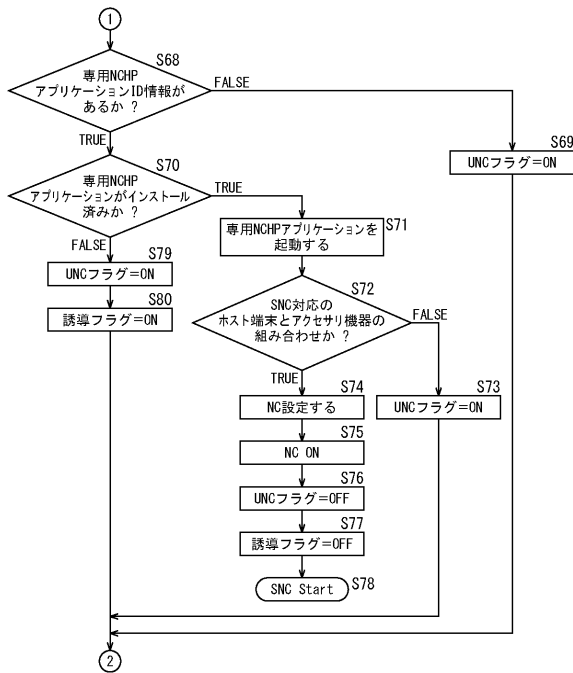 1
S68
専用NCHP
アプリケーションID情報が
あるか ?
FALSE
TRUE
S69
UNCフラグ=ON
S70
専用NCHP
アプリケーションがインストール
済みか ?
TRUE
FALSE
S71
専用NCHPアプリケーションを
起動する
S79
UNCフラグ=ON
S80
誘導フラグ=ON
S72
SNC対応の
ホスト端末とアクセサリ機器の
組み合わせか ?
FALSE
TRUE
S73
UNCフラグ=ON
S74
NC設定する
S75
NC ON
S76
UNCフラグ=OFF
S77
誘導フラグ=OFF
S78
SNC Start
2